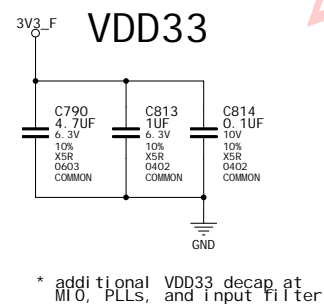 3V3_F
VDD33
C790
4.7UF
6.3V
10%
X5R
0603
COMMON
C813
1UF
6.3V
10%
X5R
0402
COMMON
C814
0.1UF
10V
10%
X5R
0402
COMMON
GND
* additional VDD33 decap at
MIO, PLLs, and input filter